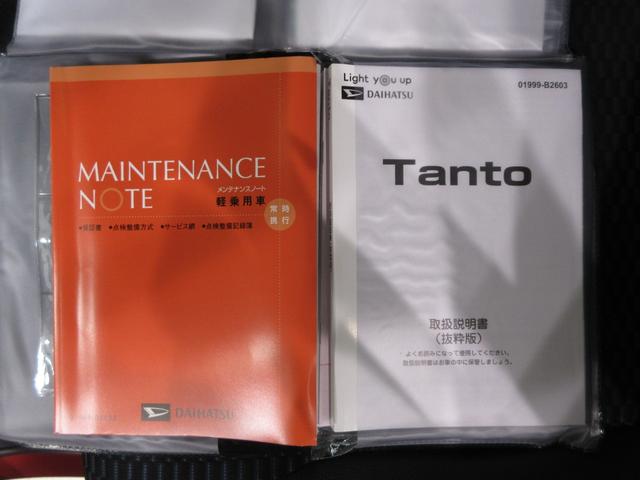 MAINTENANCE
NOTE
メンテナンスノート
軽乗用車
常時
携行
●保証書 ●点検整備方式 ●サービス網 ●点検整備記録簿
DAIHATSU
Light you up
DAIHATSU
01999-B2603
Tanto
取扱説明書
（抜粋版）
よくお読みになって使用してください。
取扱説明書はお車の中に保管しましょう。